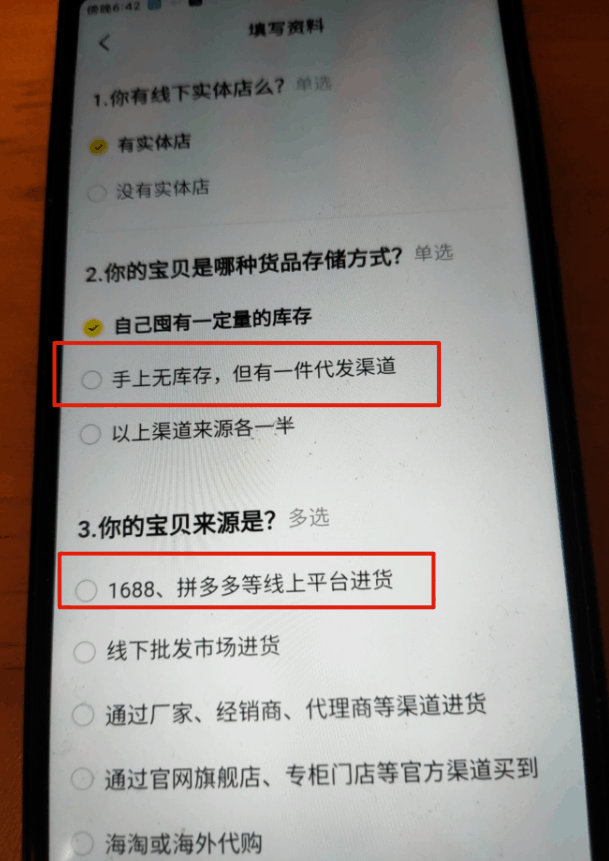 傍晚6:42
填写资料
1.你有线下实体店么? 单选
有实体店
没有实体店
2.你的宝贝是哪种货品存储方式? 单选
自己囤有一定量的库存
手上无库存，但有一件代发渠道
以上渠道来源各一半
3.你的宝贝来源是? 多选
1688、拼多多等线上平台进货
线下批发市场进货
通过厂家、经销商、代理商等渠道进货
通过官网旗舰店、专柜门店等官方渠道买到
海淘或海外代购